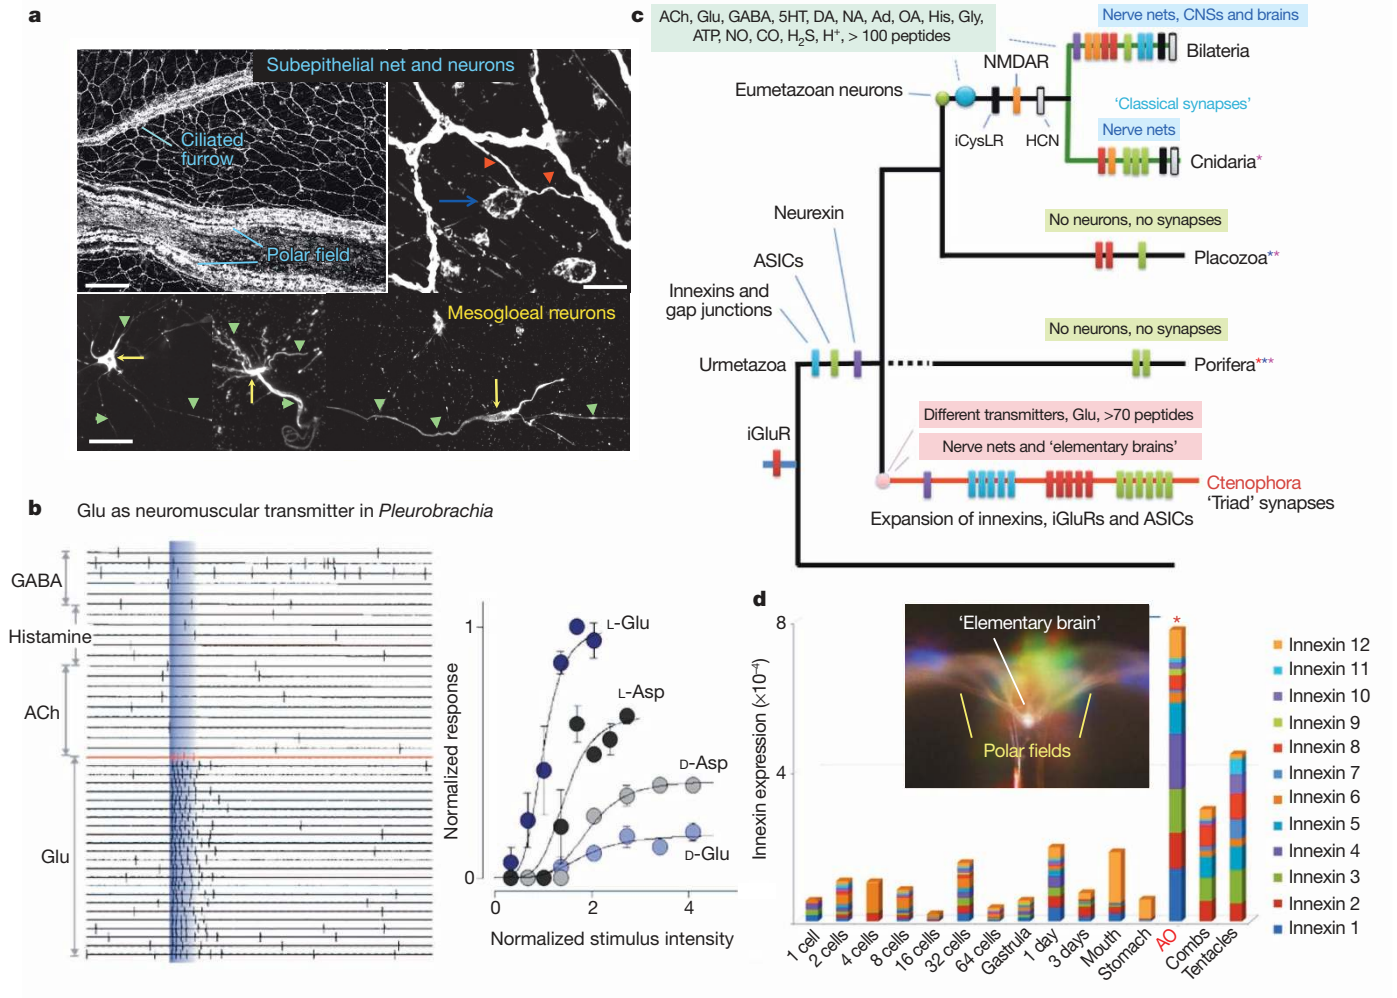 a
Subepithelial net and neurons
Ciliated
furrow
Polar field
Mesogloeal neurons
b
Glu as neuromuscular transmitter in Pleurobrachia
GABA
Histamine
ACh
Glu
Normalized response
1
0
L-Glu
L-Asp
D-Asp
D-Glu
0
2
4
Normalized stimulus intensity
c
ACh, Glu, GABA, 5HT, DA, NA, Ad, OA, His, Gly,
ATP, NO, CO, H₂S, H⁺, > 100 peptides
Nerve nets, CNSs and brains
Bilateria
NMDAR
Eumetazoan neurons
iCysLR
HCN
'Classical synapses'
Nerve nets
Cnidaria*
Neurexin
ASICs
Innexins and
gap junctions
No neurons, no synapses
Placozoa**
Urmetazoa
No neurons, no synapses
Porifera***
iGluR
Different transmitters, Glu, >70 peptides
Nerve nets and 'elementary brains'
Ctenophora
'Triad' synapses
Expansion of innexins, iGluRs and ASICs
d
Innexin expression (×10⁻⁴)
8
4
'Elementary brain'
Polar fields
*
1 cell
2 cells
4 cells
8 cells
16 cells
32 cells
64 cells
Gastrula
1 day
3 days
Mouth
Stomach
AO
Combs
Tentacles
Innexin 12
Innexin 11
Innexin 10
Innexin 9
Innexin 8
Innexin 7
Innexin 6
Innexin 5
Innexin 4
Innexin 3
Innexin 2
Innexin 1